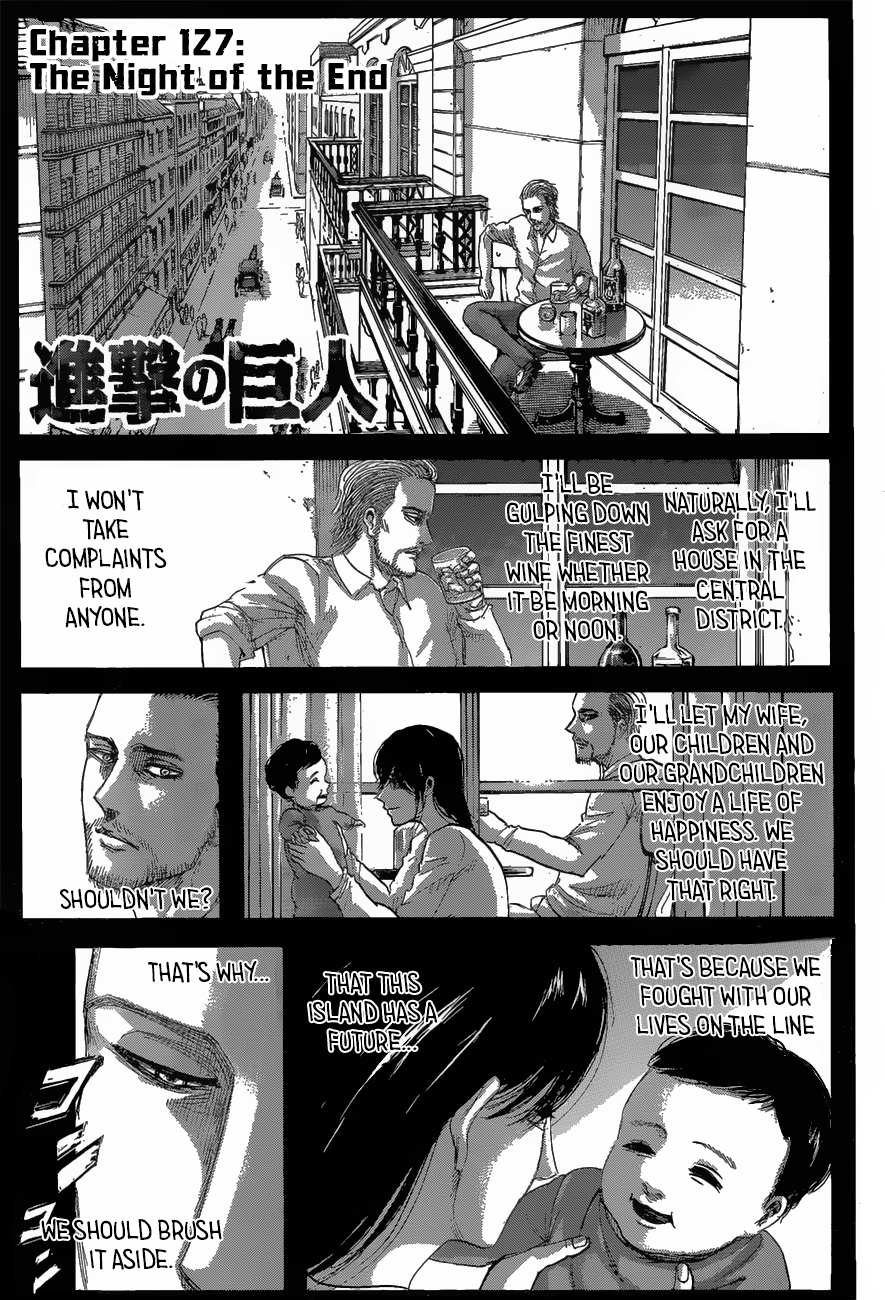 Chapter 127:
The Night of the End
進撃の巨人
NATURALLY, I'LL
ASK FOR A
HOUSE IN THE
CENTRAL
DISTRICT.
I'LL BE
GULPING DOWN
THE FINEST
WINE WHETHER
IT BE MORNING
OR NOON.
I WON'T
TAKE
COMPLAINTS
FROM
ANYONE.
I'LL LET MY WIFE,
OUR CHILDREN AND
OUR GRANDCHILDREN
ENJOY A LIFE OF
HAPPINESS. WE
SHOULD HAVE
THAT RIGHT.
SHOULDN'T WE?
THAT'S BECAUSE WE
FOUGHT WITH OUR
LIVES ON THE LINE
THAT THIS
ISLAND HAS A
FUTURE...
THAT'S WHY...
WE SHOULD BRUSH
IT ASIDE.